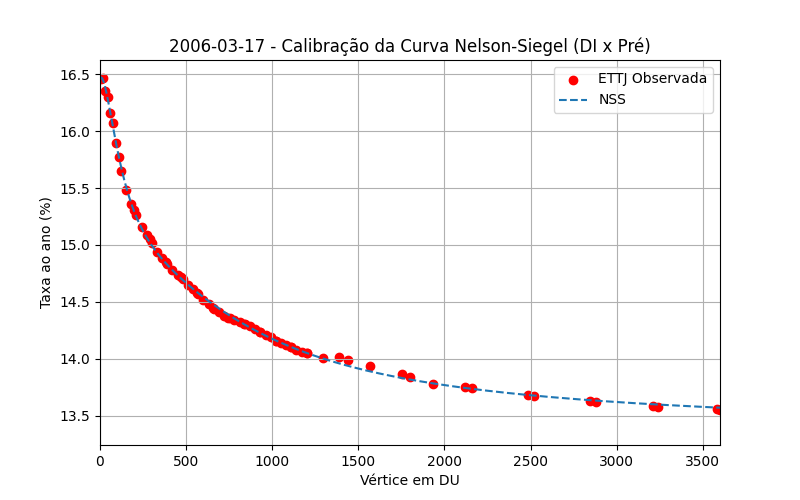 2006-03-17 - Calibração da Curva Nelson-Siegel (DI x Pré)
ETTJ Observada
NSS
Taxa ao ano (%)
16.5
16.0
15.5
15.0
14.5
14.0
13.5
0 500 1000 1500 2000 2500 3000 3500
Vértice em DU